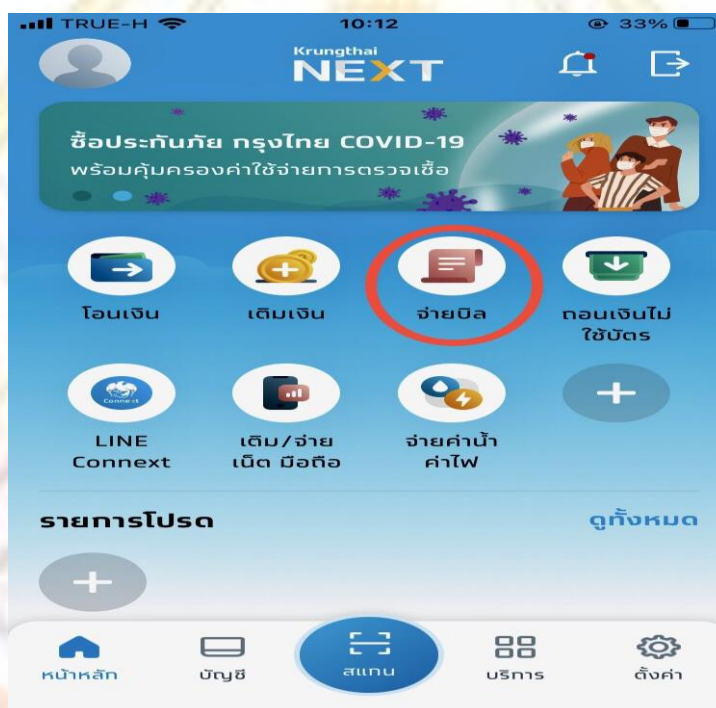 TRUE-H 10:12 33%
Krungthai
NEXT
ซื้อประกันภัย กรุงไทย COVID-19
พร้อมคุ้มครองค่าใช้จ่ายการตรวจเชื้อ
โอนเงิน เติมเงิน จ่ายบิล ถอนเงินไม่
ใช้บัตร
Connext
LINE เติม/จ่าย จ่ายค่าน้ำ
Connext เน็ต มือถือ ค่าไฟ
รายการโปรด ดูทั้งหมด
หน้าหลัก บัญชี สแกน บริการ ตั้งค่า